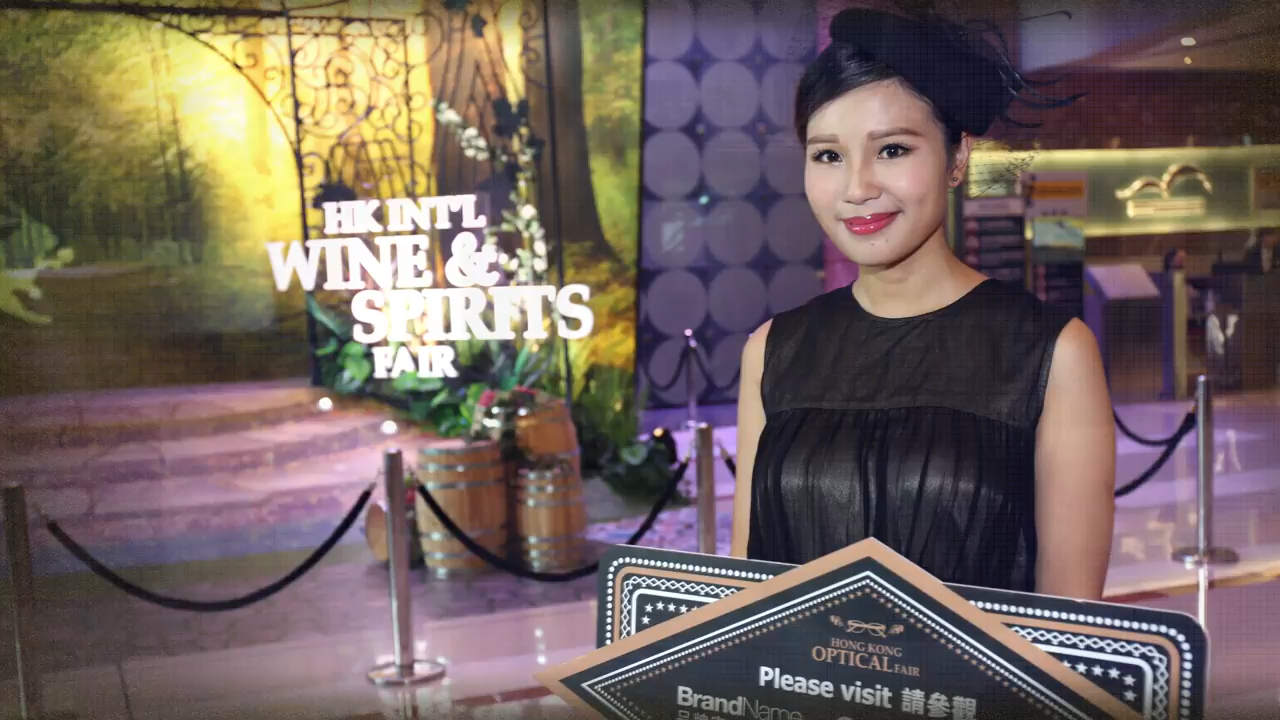 HK INT'L
WINE &
SPIRITS
FAIR
HONG KONG
OPTICAL FAIR
Please visit 請參觀
BrandName